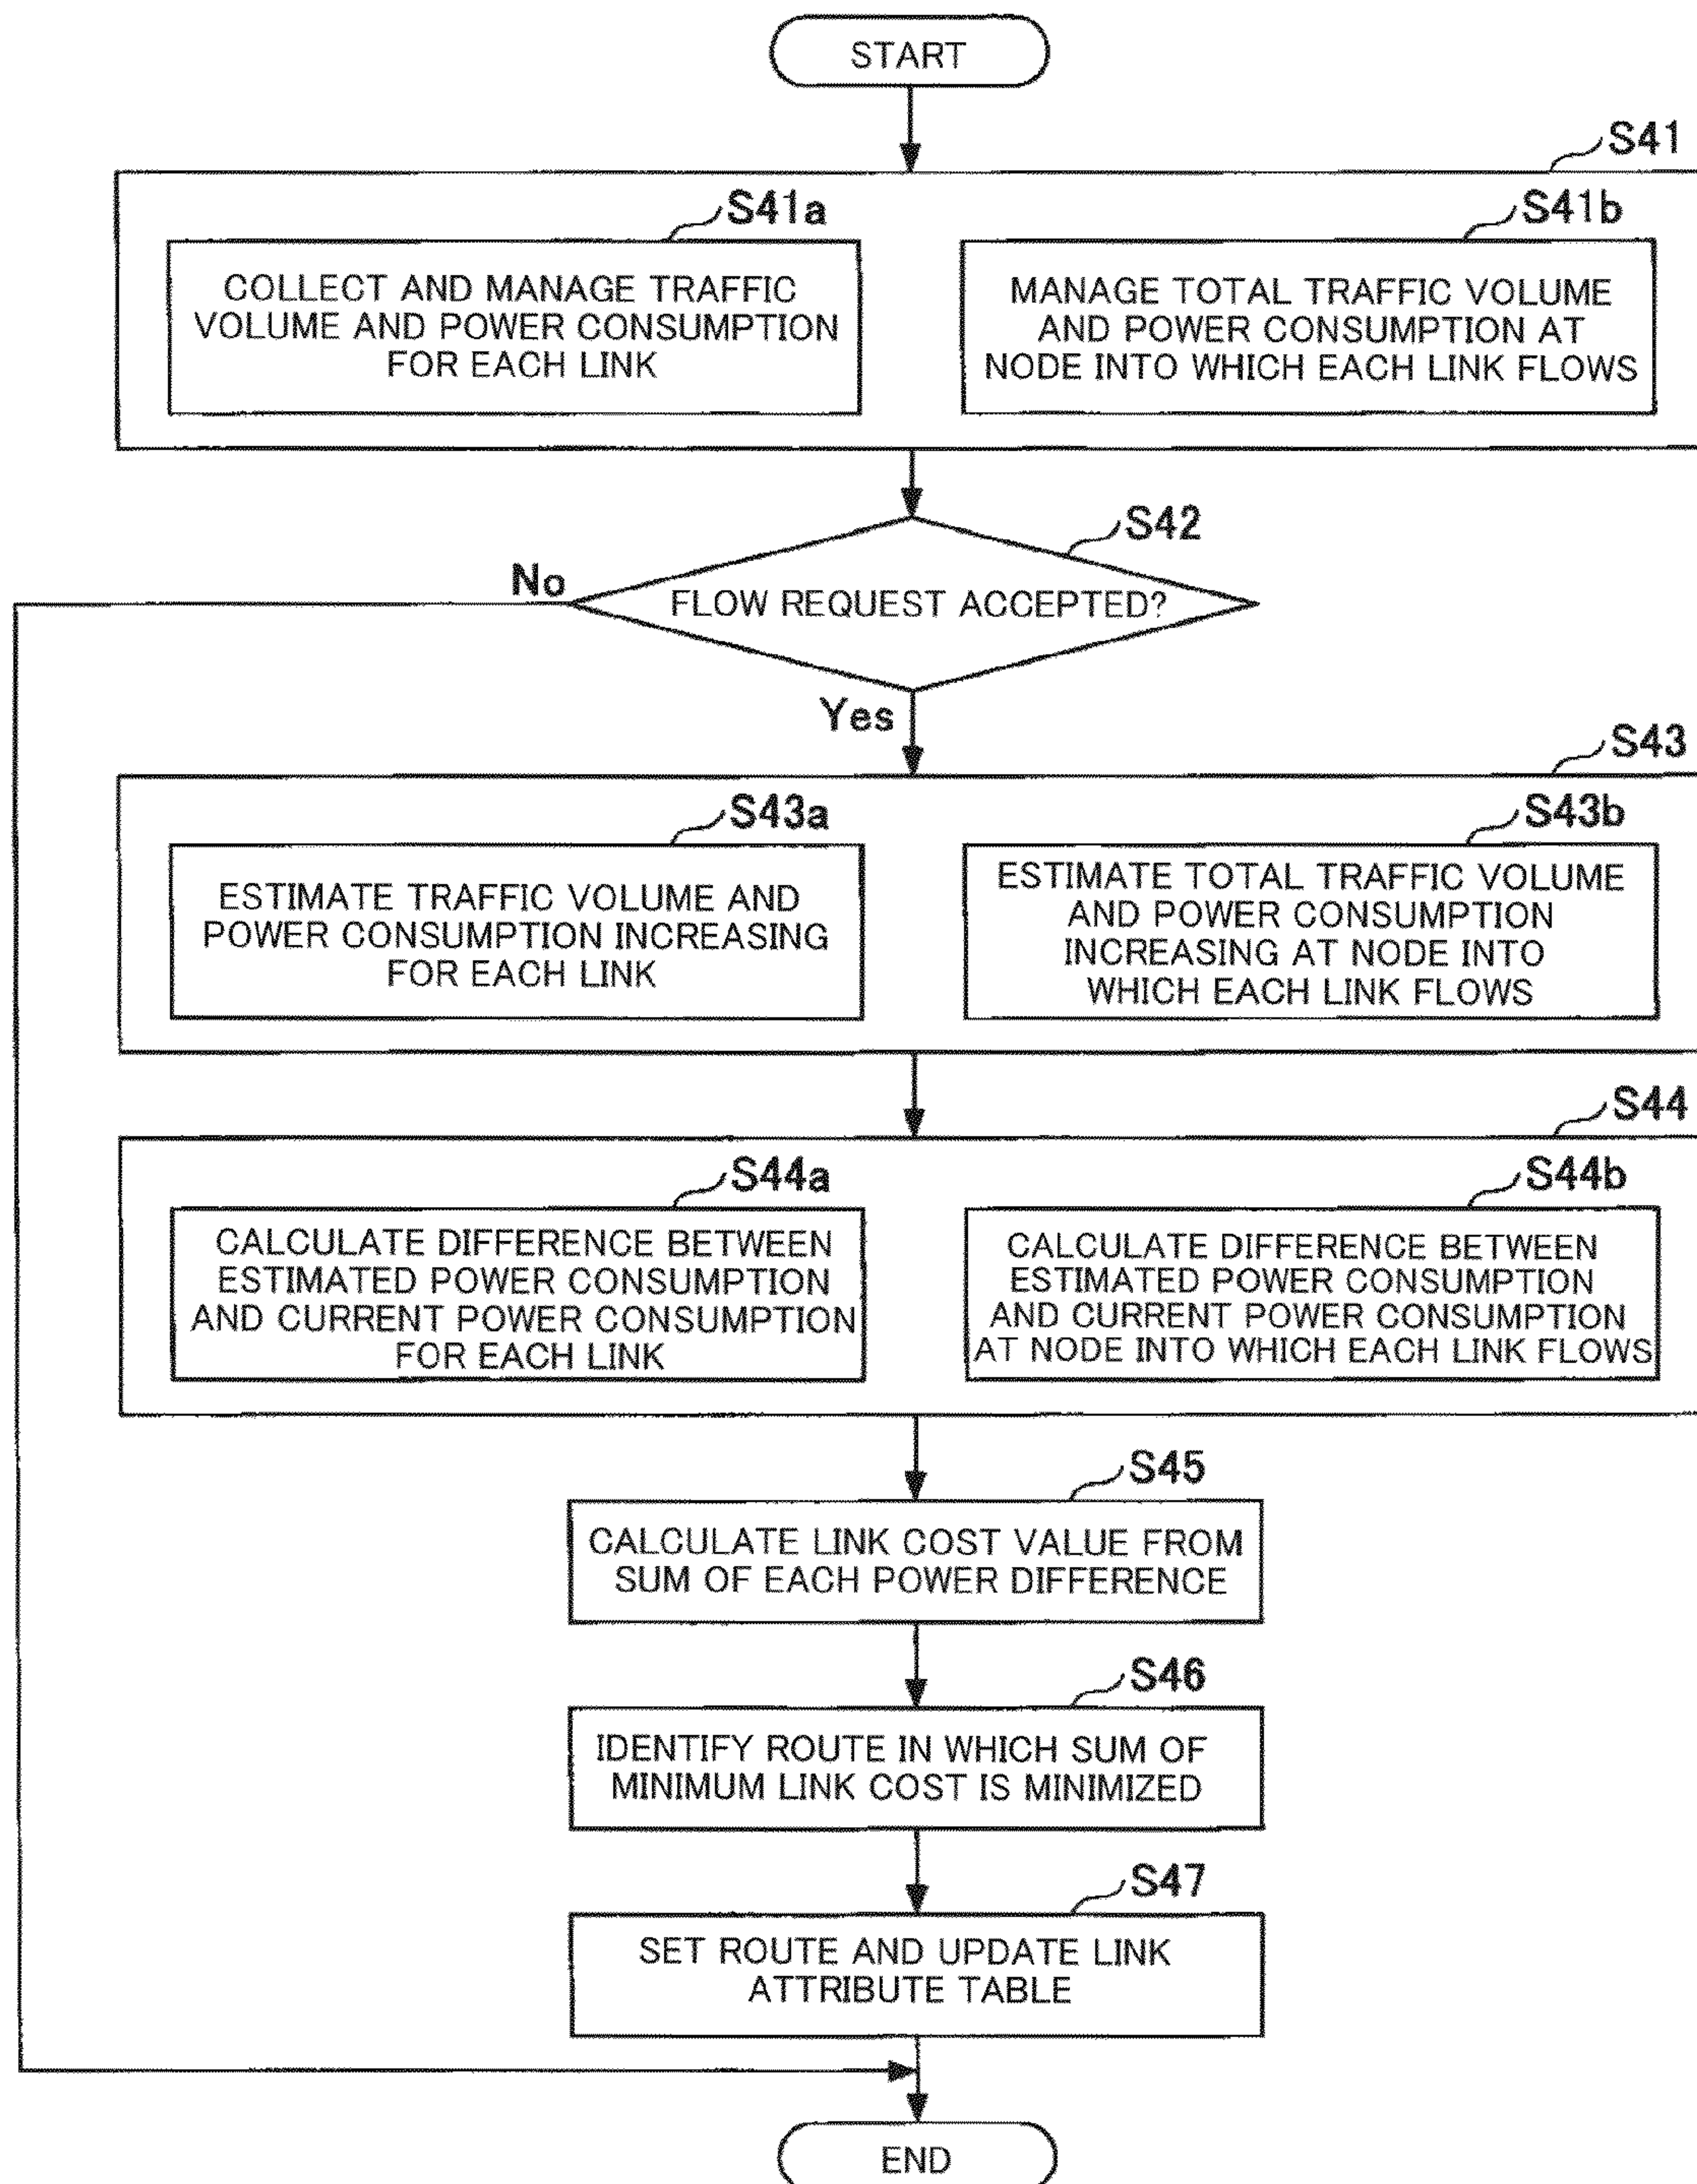 START
S41
S41a
COLLECT AND MANAGE TRAFFIC
VOLUME AND POWER CONSUMPTION
FOR EACH LINK
S41b
MANAGE TOTAL TRAFFIC VOLUME
AND POWER CONSUMPTION AT
NODE INTO WHICH EACH LINK FLOWS
S42
No
FLOW REQUEST ACCEPTED?
Yes
S43
S43a
ESTIMATE TRAFFIC VOLUME AND
POWER CONSUMPTION INCREASING
FOR EACH LINK
S43b
ESTIMATE TOTAL TRAFFIC VOLUME
AND POWER CONSUMPTION
INCREASING AT NODE INTO
WHICH EACH LINK FLOWS
S44
S44a
CALCULATE DIFFERENCE BETWEEN
ESTIMATED POWER CONSUMPTION
AND CURRENT POWER CONSUMPTION
FOR EACH LINK
S44b
CALCULATE DIFFERENCE BETWEEN
ESTIMATED POWER CONSUMPTION
AND CURRENT POWER CONSUMPTION
AT NODE INTO WHICH EACH LINK FLOWS
S45
CALCULATE LINK COST VALUE FROM
SUM OF EACH POWER DIFFERENCE
S46
IDENTIFY ROUTE IN WHICH SUM OF
MINIMUM LINK COST IS MINIMIZED
S47
SET ROUTE AND UPDATE LINK
ATTRIBUTE TABLE
END